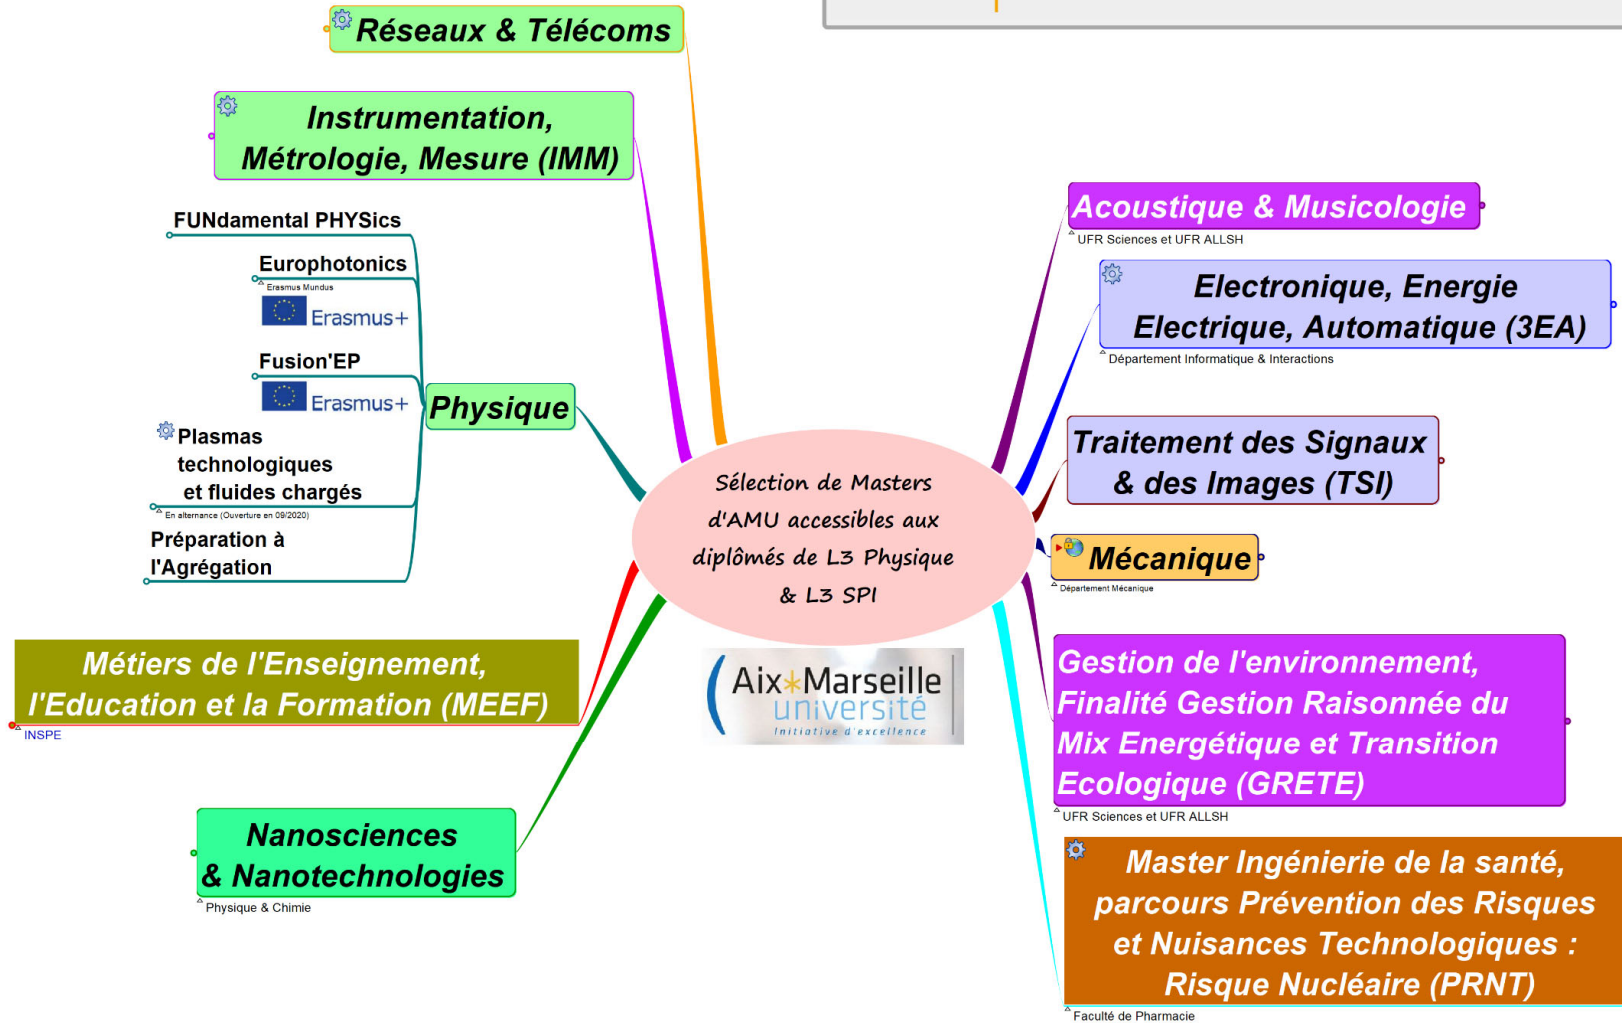 Réseaux & Télécoms
Instrumentation,
Métrologie, Mesure (IMM)
FUNdamental PHYSics
Europhotonics
Erasmus Mundus
Erasmus+
Fusion'EP
Erasmus+
Plasmas
technologiques
et fluides chargés
En alternance (Ouverture en 09/2020)
Préparation à
l'Agrégation
Physique
Métiers de l'Enseignement,
l'Education et la Formation (MEEF)
INSPE
Nanosciences
& Nanotechnologies
Physique & Chimie
Sélection de Masters
d'AMU accessibles aux
diplômés de L3 Physique
& L3 SPI
Aix*Marseille
université
Initiative d'excellence
Acoustique & Musicologie
UFR Sciences et UFR ALLSH
Electronique, Energie
Electrique, Automatique (3EA)
Département Informatique & Interactions
Traitement des Signaux
& des Images (TSI)
Mécanique
Département Mécanique
Gestion de l'environnement,
Finalité Gestion Raisonnée du
Mix Energétique et Transition
Ecologique (GRETE)
UFR Sciences et UFR ALLSH
Master Ingénierie de la santé,
parcours Prévention des Risques
et Nuisances Technologiques :
Risque Nucléaire (PRNT)
Faculté de Pharmacie